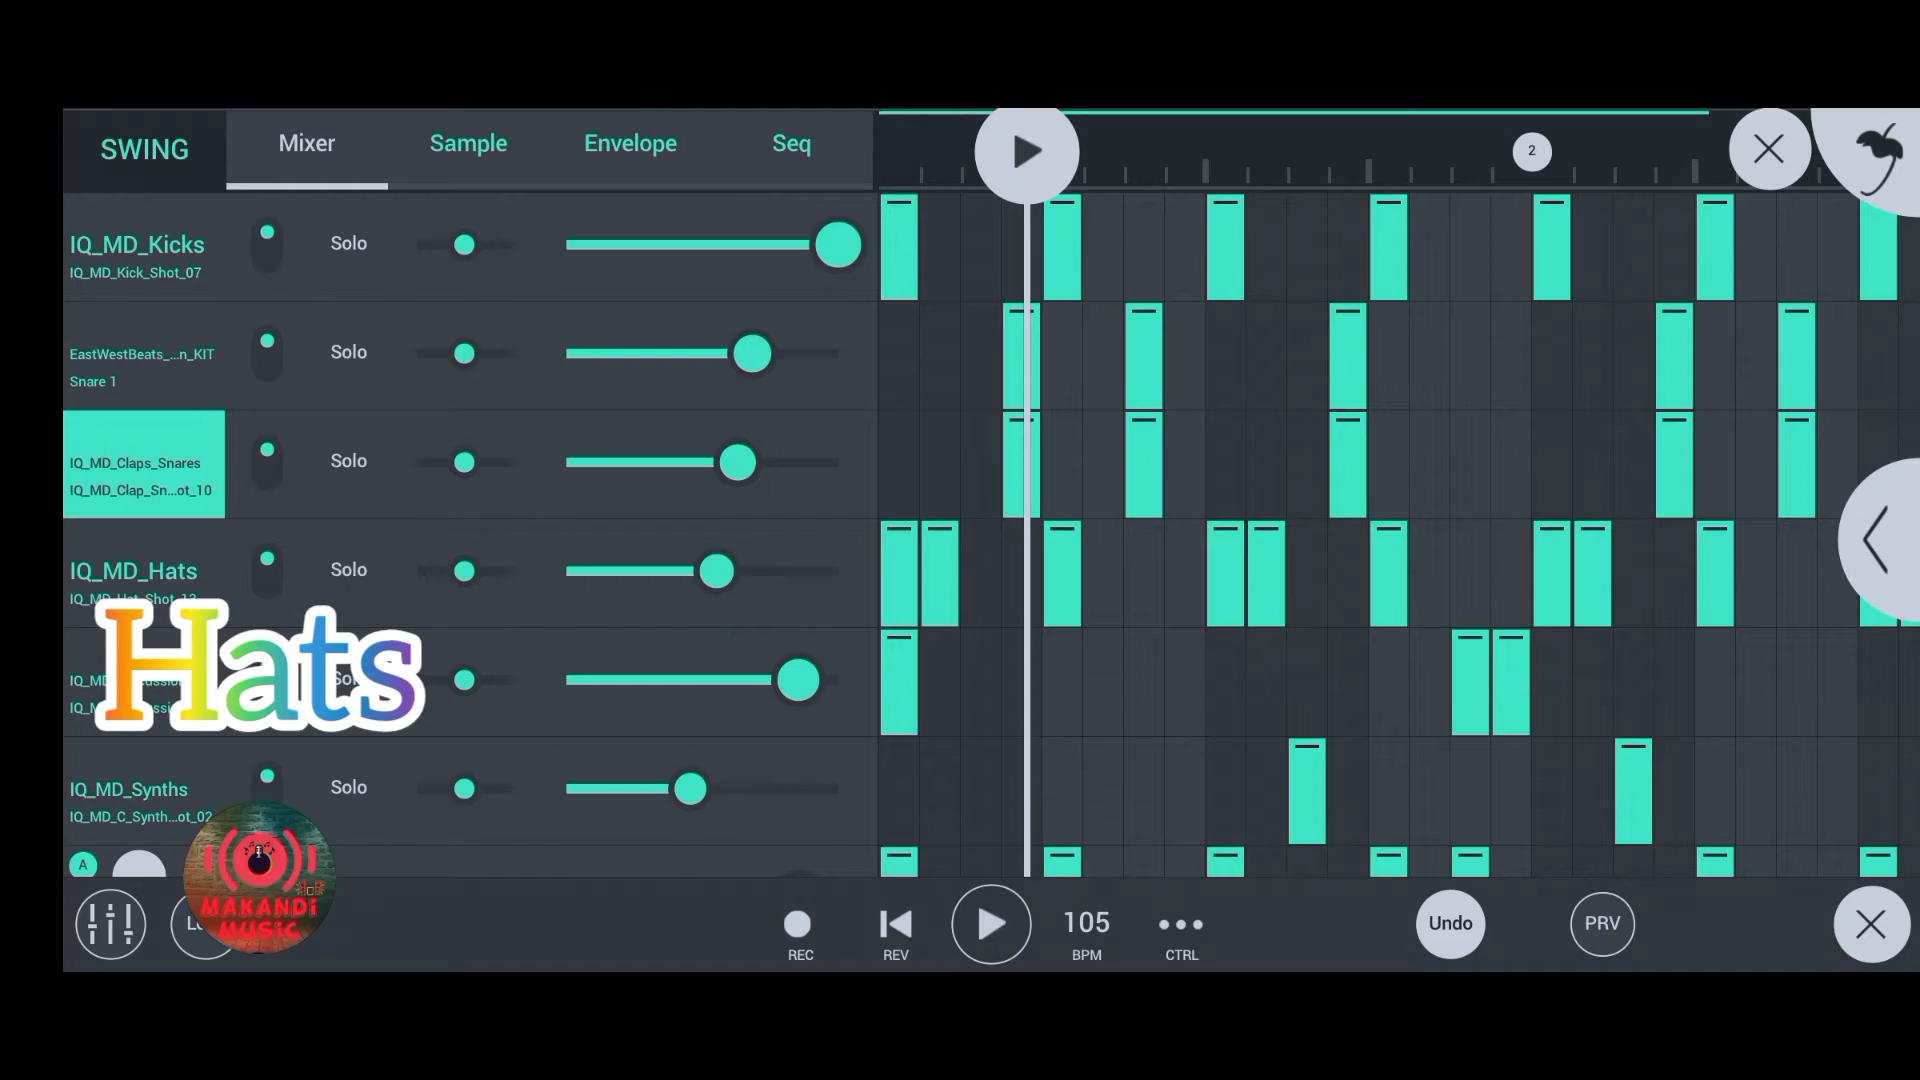 SWING
Mixer
Sample
Envelope
Seq
2
IQ_MD_Kicks
IQ_MD_Kick_Shot_07
Solo
EastWestBeats_...n_KIT
Snare 1
Solo
IQ_MD_Claps_Snares
IQ_MD_Clap_Sn...ot_10
Solo
IQ_MD_Hats
Solo
Hats
IQ_MD_Synths
IQ_MD_C_Synth...ot_02
Solo
A
MAKANDI
MUSIC
REC
REV
105
BPM
CTRL
Undo
PRV